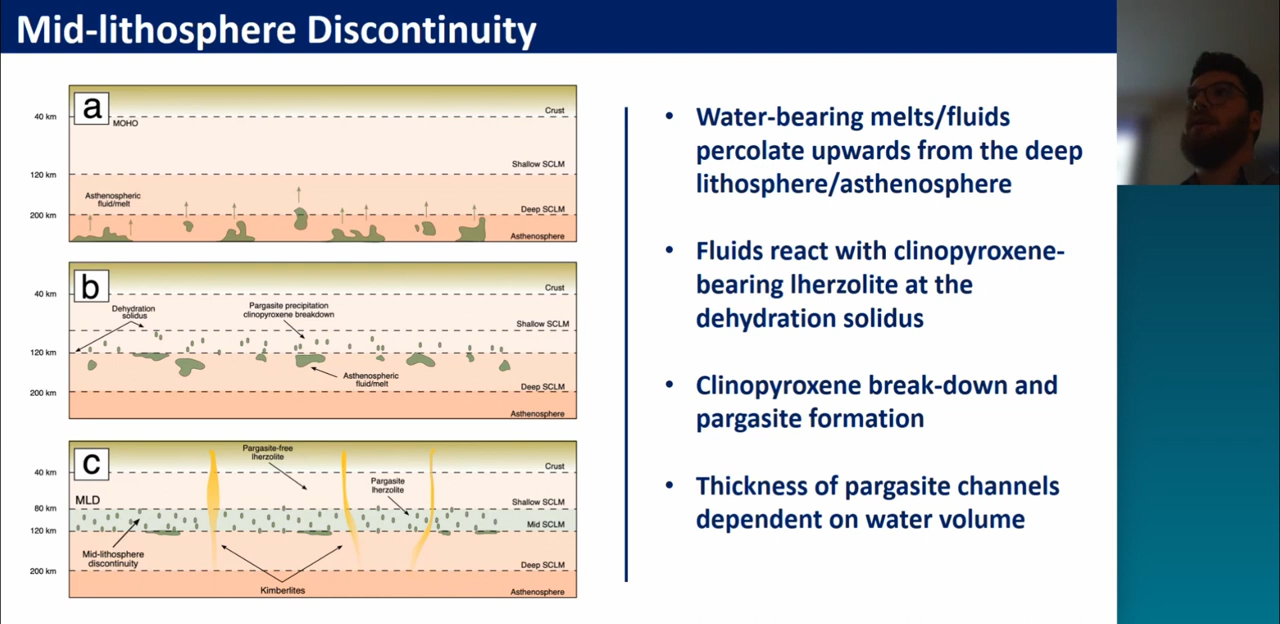 Mid-lithosphere Discontinuity
a
40 km
MOHO
Crust
Shallow SCLM
120 km
Asthenospheric
fluid/melt
200 km
Deep SCLM
Asthenosphere
b
40 km
Crust
Dehydration
solidus
Pargasite precipitation
clinopyroxene breakdown
Shallow SCLM
120 km
Asthenospheric
fluid/melt
Deep SCLM
200 km
Asthenosphere
c
Pargasite-free
lherzolite
40 km
Crust
Pargasite
lherzolite
MLD
80 km
Shallow SCLM
120 km
Mid SCLM
Mid-lithosphere
discontinuity
200 km
Deep SCLM
Kimberlites
Asthenosphere
• Water-bearing melts/fluids
percolate upwards from the deep
lithosphere/asthenosphere
• Fluids react with clinopyroxene-
bearing lherzolite at the
dehydration solidus
• Clinopyroxene break-down and
pargasite formation
• Thickness of pargasite channels
dependent on water volume